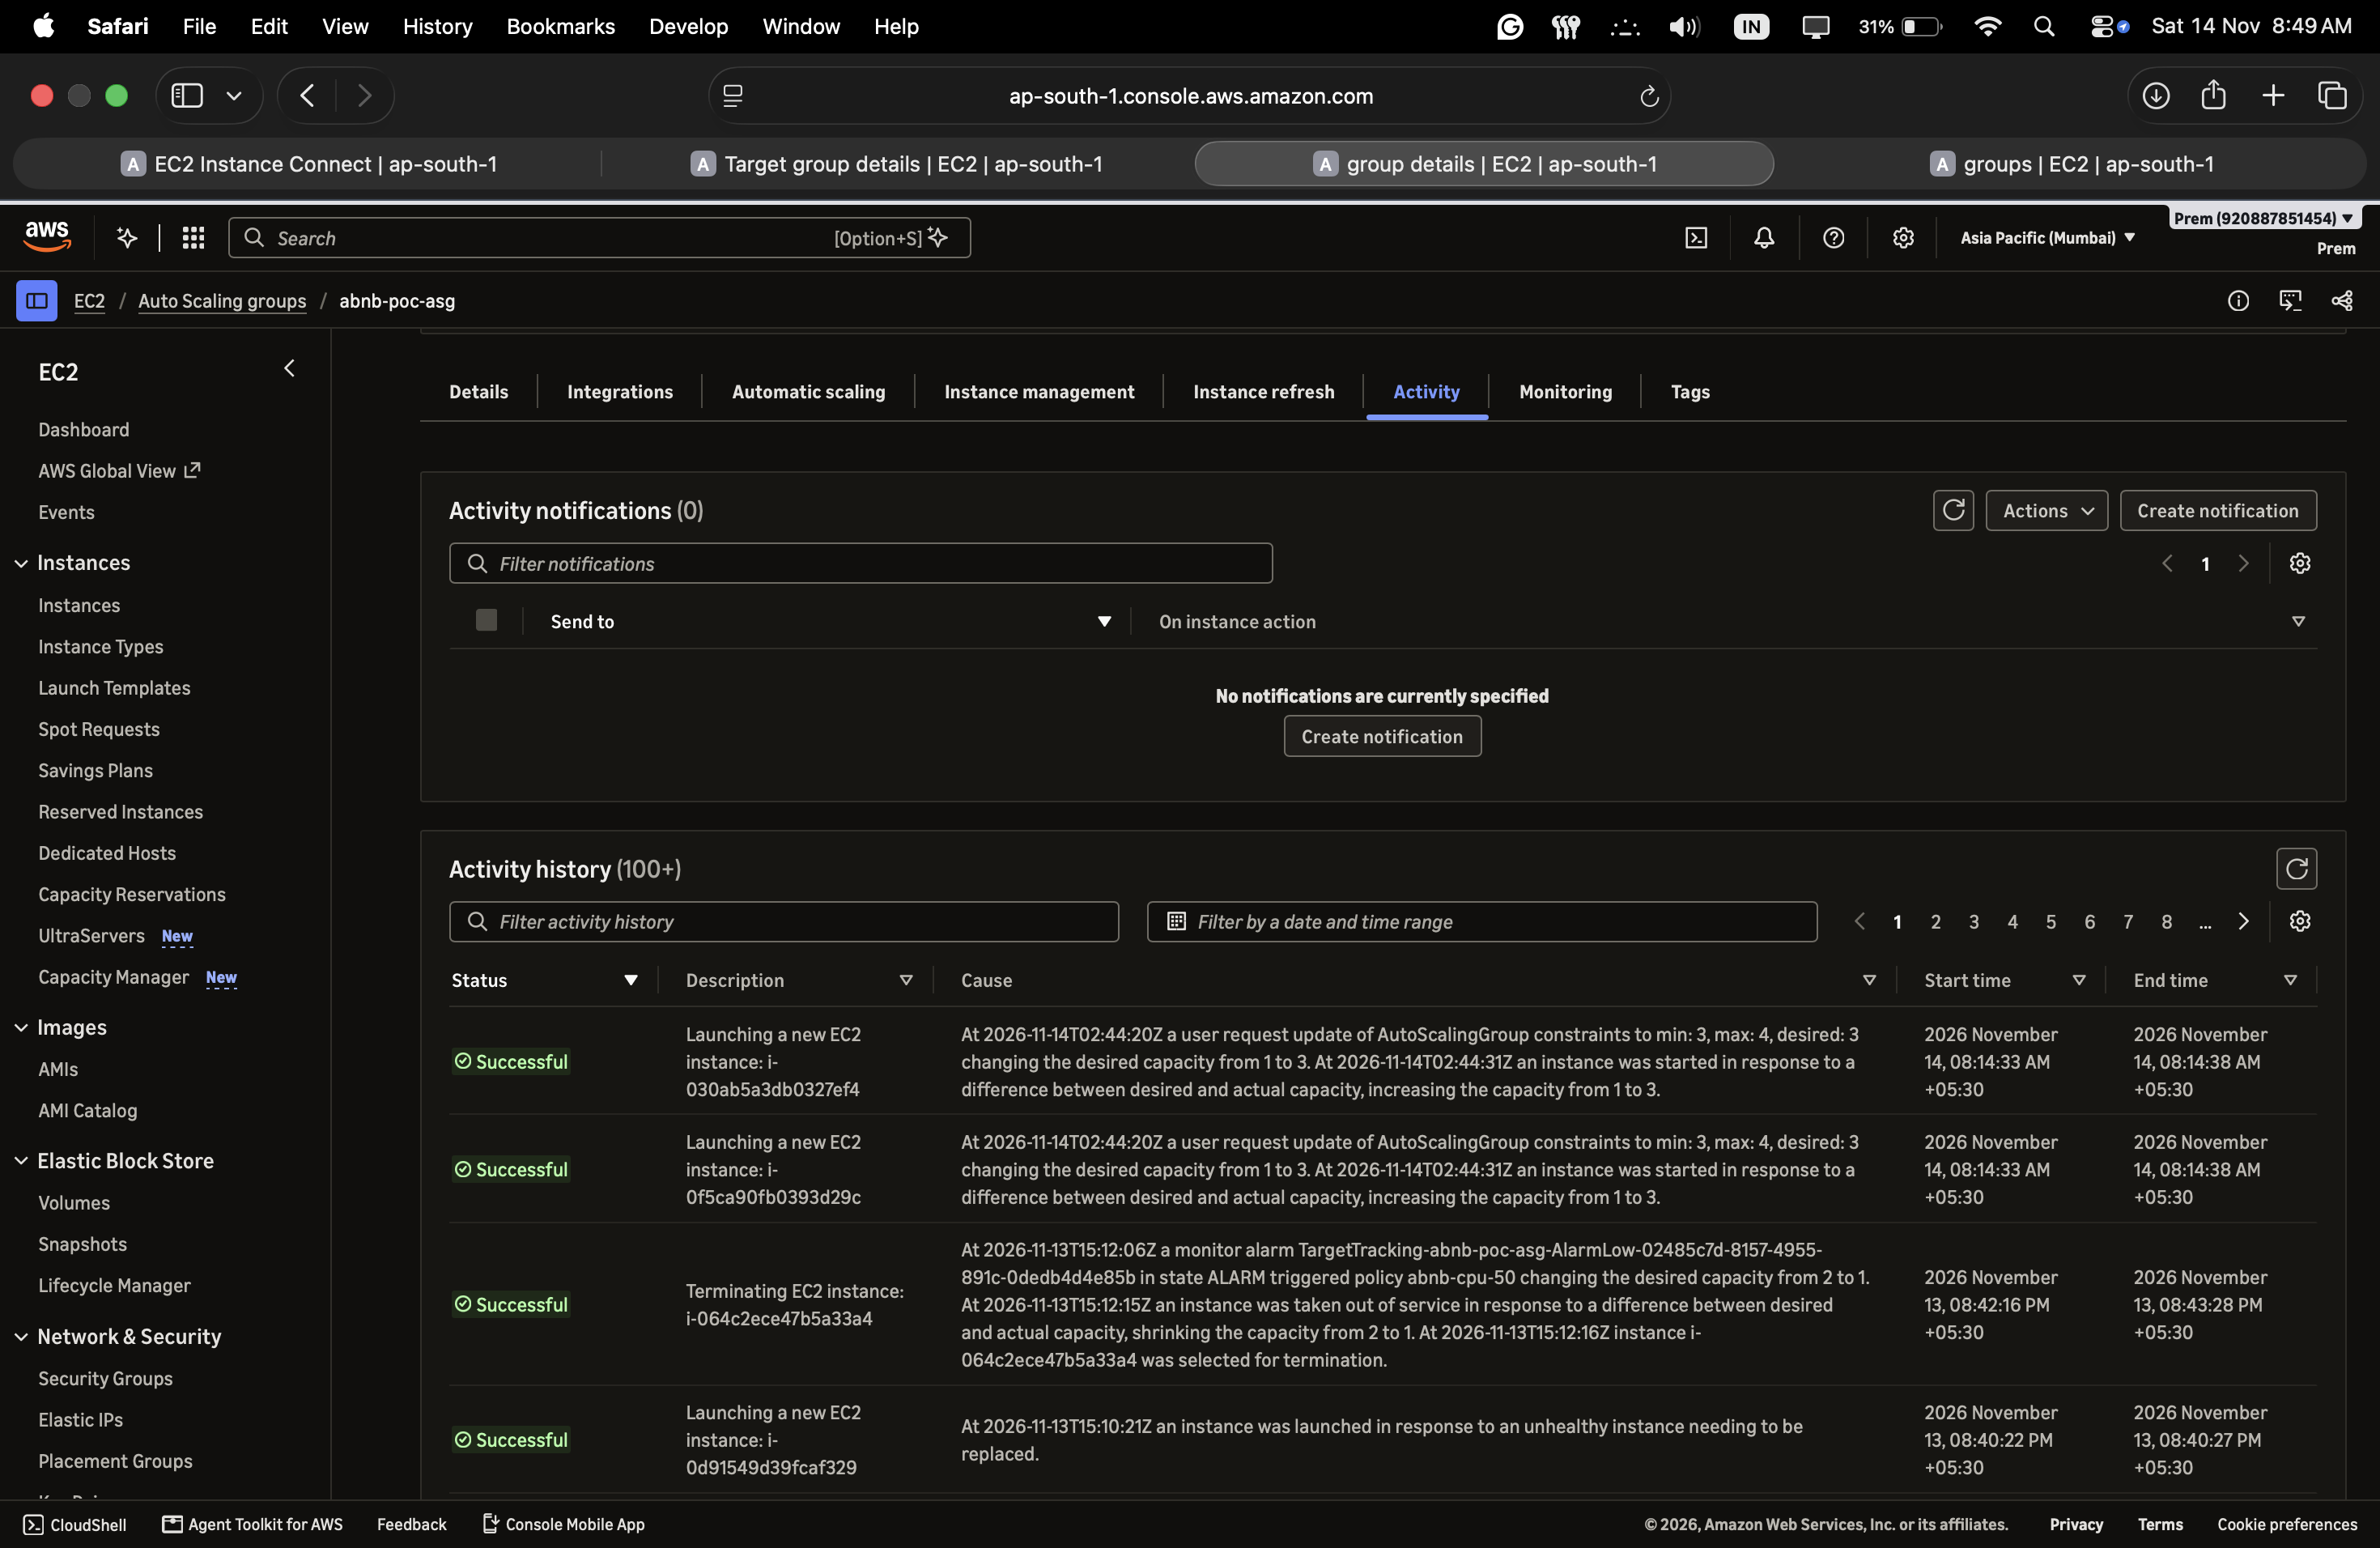 Safari File Edit View History Bookmarks Develop Window Help IN 31% Sat 14 Nov 8:49 AM
ap-south-1.console.aws.amazon.com
A EC2 Instance Connect | ap-south-1 A Target group details | EC2 | ap-south-1 A group details | EC2 | ap-south-1 A groups | EC2 | ap-south-1
aws Search [Option+S] Asia Pacific (Mumbai) Prem (920887851454)
Prem
EC2 / Auto Scaling groups / abnb-poc-asg
EC2
Dashboard
AWS Global View
Events
Instances
Instances
Instance Types
Launch Templates
Spot Requests
Savings Plans
Reserved Instances
Dedicated Hosts
Capacity Reservations
UltraServers New
Capacity Manager New
Images
AMIs
AMI Catalog
Elastic Block Store
Volumes
Snapshots
Lifecycle Manager
Network & Security
Security Groups
Elastic IPs
Placement Groups
Details Integrations Automatic scaling Instance management Instance refresh Activity Monitoring Tags
Activity notifications (0)
Actions Create notification
Filter notifications
1
Send to On instance action
No notifications are currently specified
Create notification
Activity history (100+)
Filter activity history Filter by a date and time range 1 2 3 4 5 6 7 8 ...
Status Description Cause Start time End time
Successful
Launching a new EC2
instance: i-
030ab5a3db0327ef4
At 2026-11-14T02:44:20Z a user request update of AutoScalingGroup constraints to min: 3, max: 4, desired: 3
changing the desired capacity from 1 to 3. At 2026-11-14T02:44:31Z an instance was started in response to a
difference between desired and actual capacity, increasing the capacity from 1 to 3.
2026 November
14, 08:14:33 AM
+05:30
2026 November
14, 08:14:38 AM
+05:30
Successful
Launching a new EC2
instance: i-
0f5ca90fb0393d29c
At 2026-11-14T02:44:20Z a user request update of AutoScalingGroup constraints to min: 3, max: 4, desired: 3
changing the desired capacity from 1 to 3. At 2026-11-14T02:44:31Z an instance was started in response to a
difference between desired and actual capacity, increasing the capacity from 1 to 3.
2026 November
14, 08:14:33 AM
+05:30
2026 November
14, 08:14:38 AM
+05:30
Successful
Terminating EC2 instance:
i-064c2ece47b5a33a4
At 2026-11-13T15:12:06Z a monitor alarm TargetTracking-abnb-poc-asg-AlarmLow-02485c7d-8157-4955-
891c-0dedb4d4e85b in state ALARM triggered policy abnb-cpu-50 changing the desired capacity from 2 to 1.
At 2026-11-13T15:12:15Z an instance was taken out of service in response to a difference between desired
and actual capacity, shrinking the capacity from 2 to 1. At 2026-11-13T15:12:16Z instance i-
064c2ece47b5a33a4 was selected for termination.
2026 November
13, 08:42:16 PM
+05:30
2026 November
13, 08:43:28 PM
+05:30
Successful
Launching a new EC2
instance: i-
0d91549d39fcaf329
At 2026-11-13T15:10:21Z an instance was launched in response to an unhealthy instance needing to be
replaced.
2026 November
13, 08:40:22 PM
+05:30
2026 November
13, 08:40:27 PM
+05:30
CloudShell Agent Toolkit for AWS Feedback Console Mobile App © 2026, Amazon Web Services, Inc. or its affiliates. Privacy Terms Cookie preferences